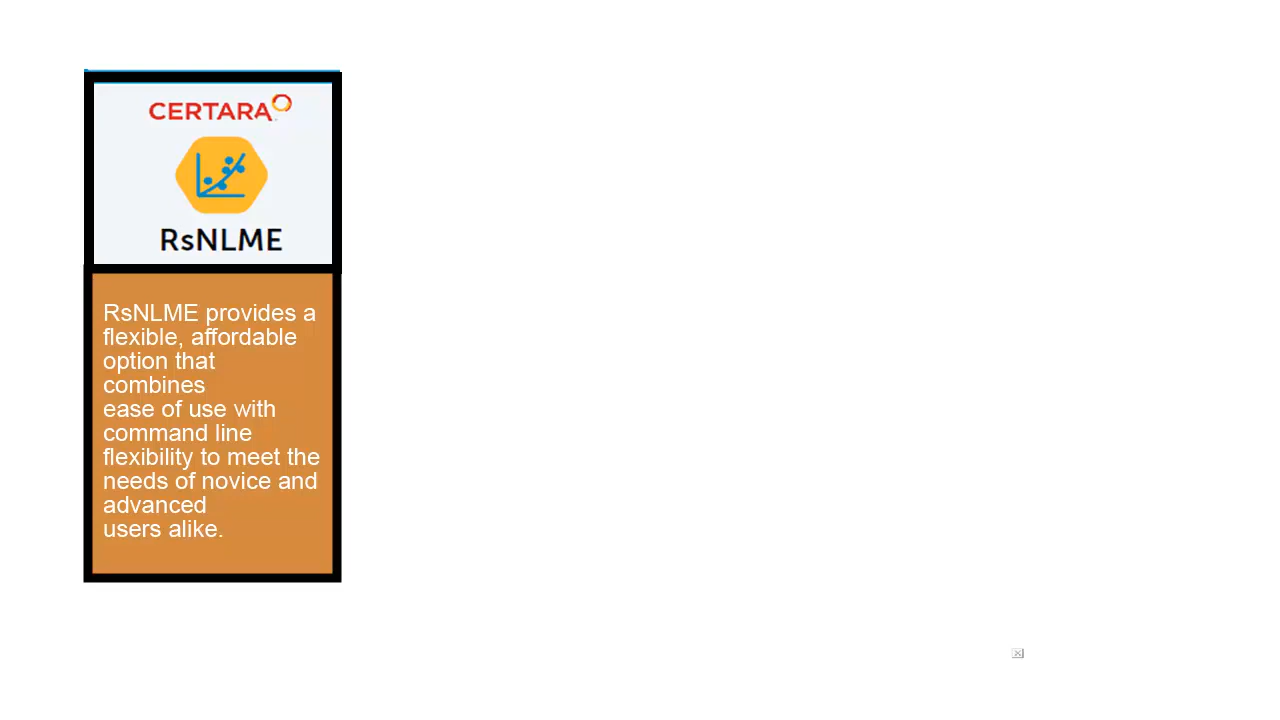 CERTARA
RsNLME
RsNLME provides a
flexible, affordable
option that
combines
ease of use with
command line
flexibility to meet the
needs of novice and
advanced
users alike.